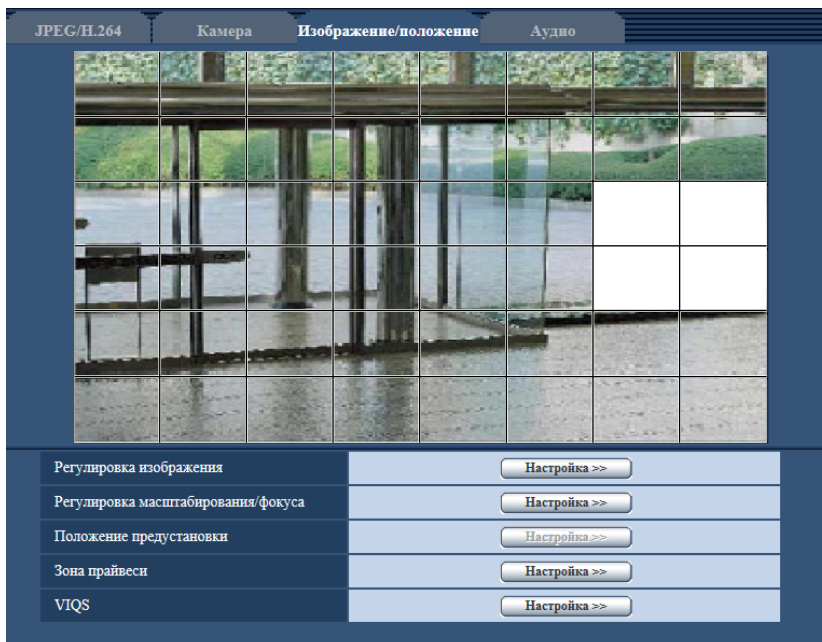 JPEG/H.264 Камера Изображение/положение Аудио
Регулировка изображения Настройка >>
Регулировка масштабирования/фокуса Настройка >>
Положение предустановки Настройка >>
Зона прайвеси Настройка >>
VIQS Настройка >>